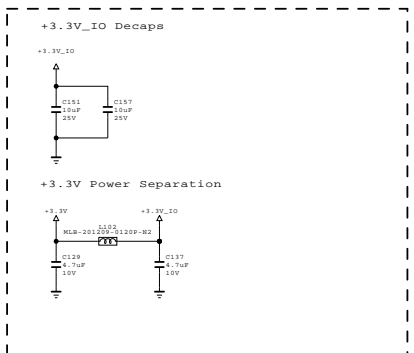 +3.3V_IO Decaps
+3.3V_IO
C151
10uF
25V
C157
10uF
25V
+3.3V Power Separation
+3.3V
+3.3V_IO
L102
MLB-201209-0120P-N2
C129
4.7uF
10V
C137
4.7uF
10V